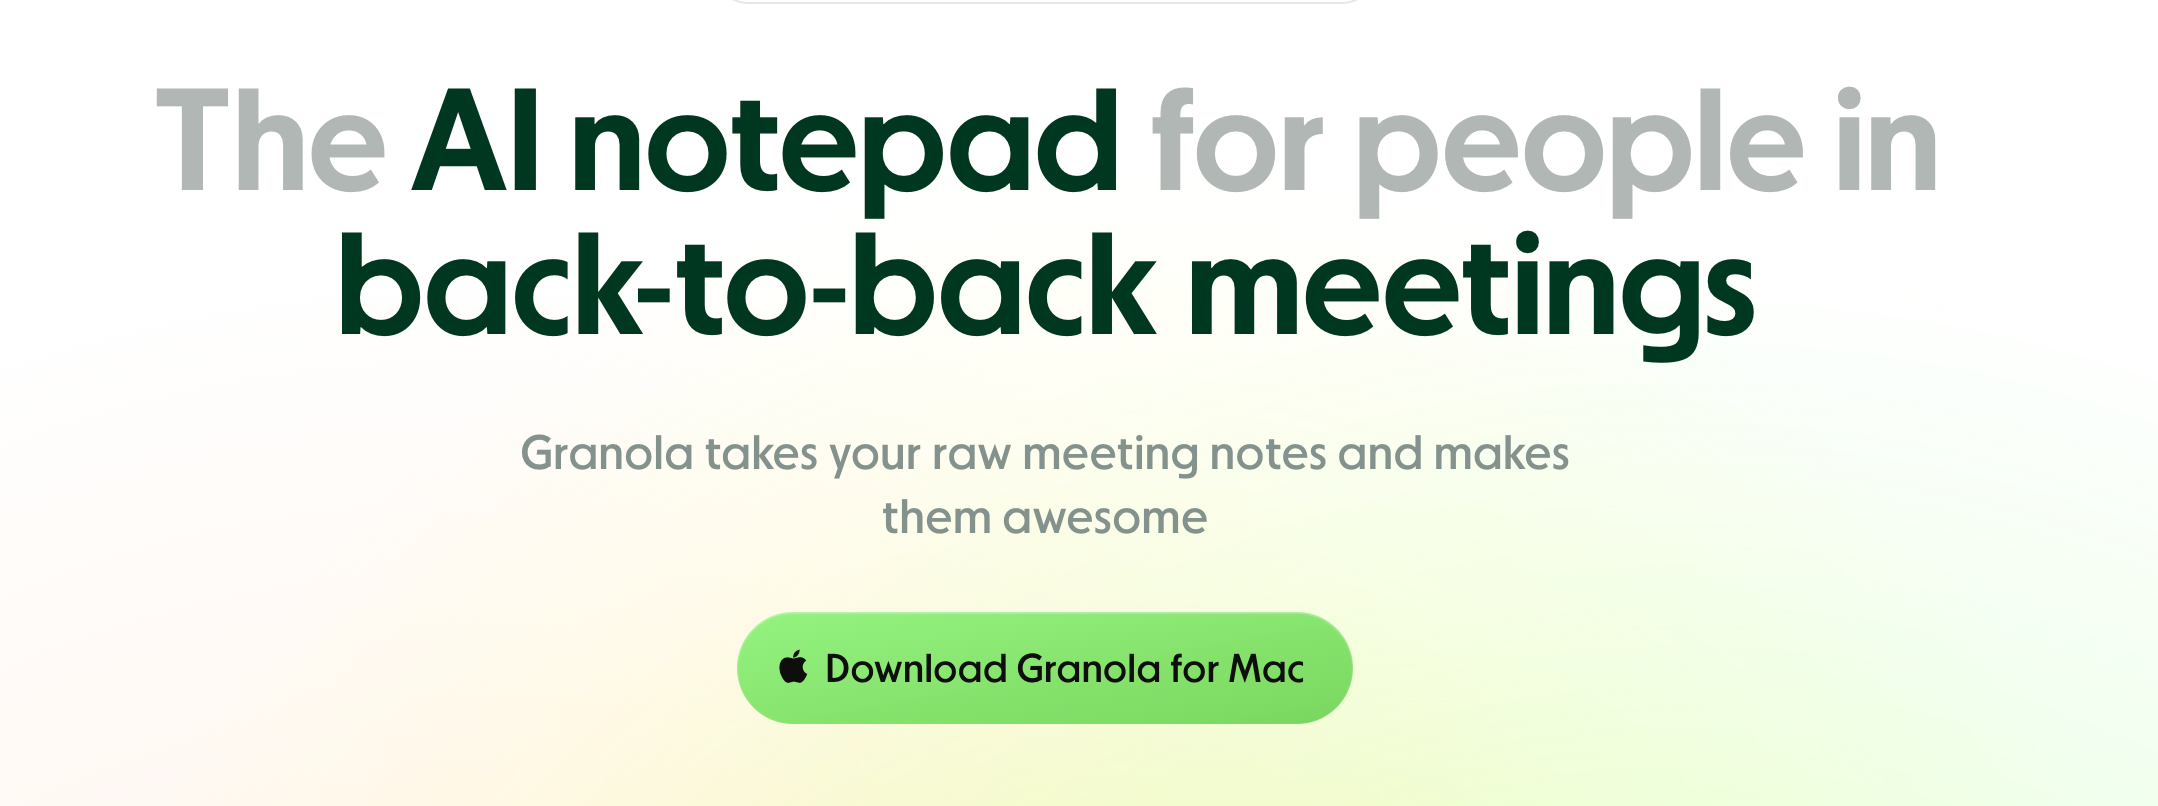 The AI notepad for people in
back-to-back meetings
Granola takes your raw meeting notes and makes
them awesome
Download Granola for Mac